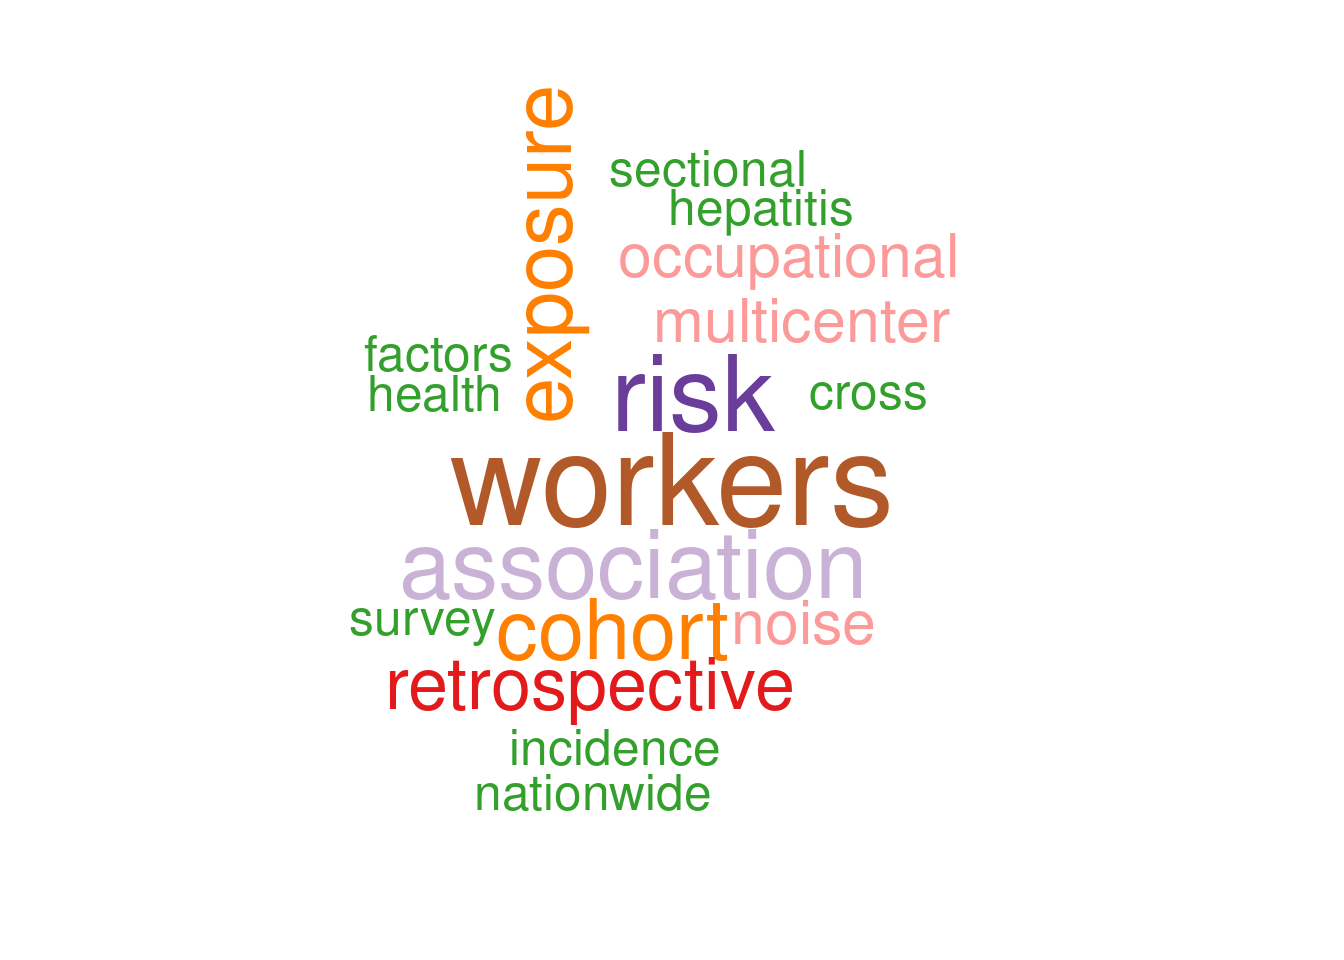 exposure
sectional
hepatitis
occupational
multicenter
factors
health
risk
cross
workers
association
survey
cohort
noise
retrospective
incidence
nationwide